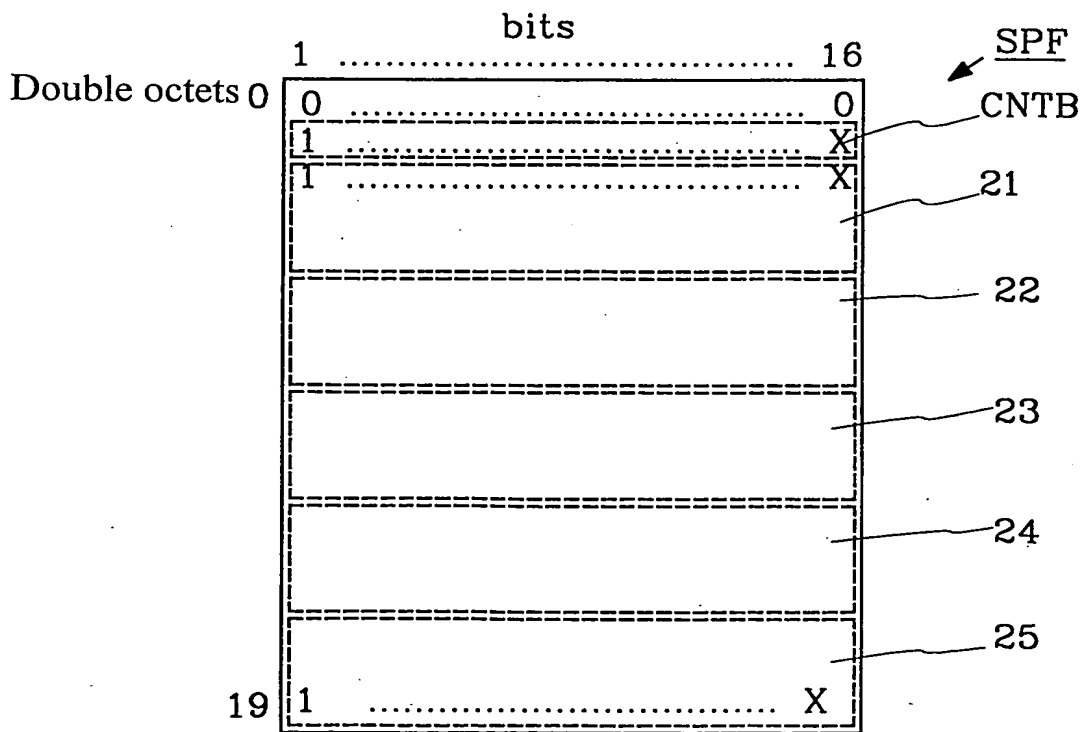 bits
1 ........................................ 16
SPF
Double octets 0
0 ........................................ 0
CNTB
1 ........................................ X
1 ........................................ X
21
22
23
24
25
19
1 ................................... X